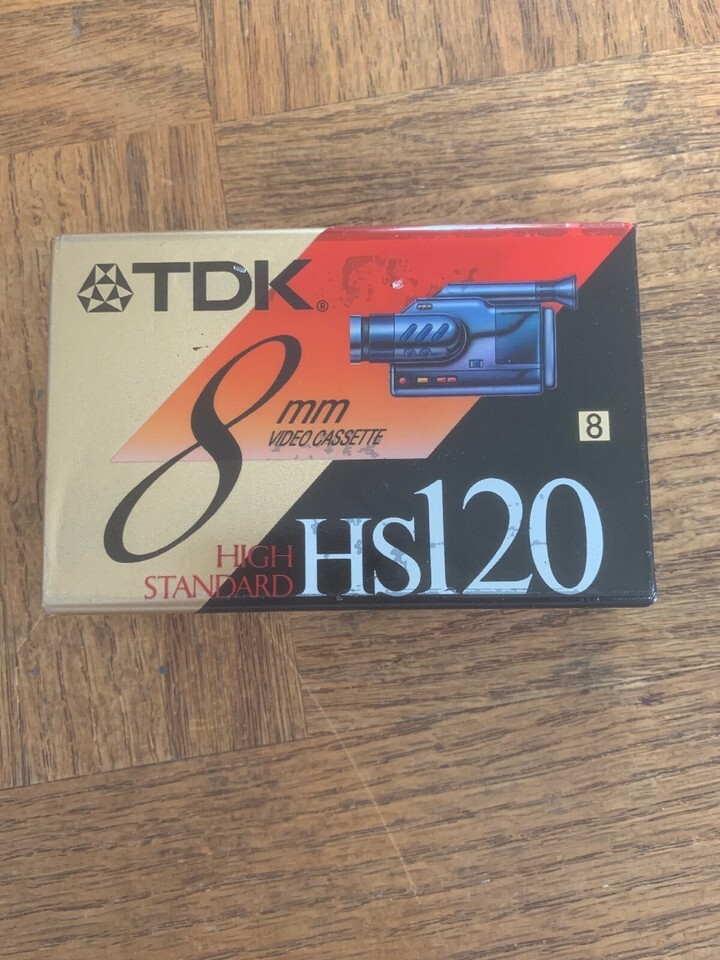 TDK®
8 mm
VIDEO CASSETTE
8
HIGH
STANDARD
HS120